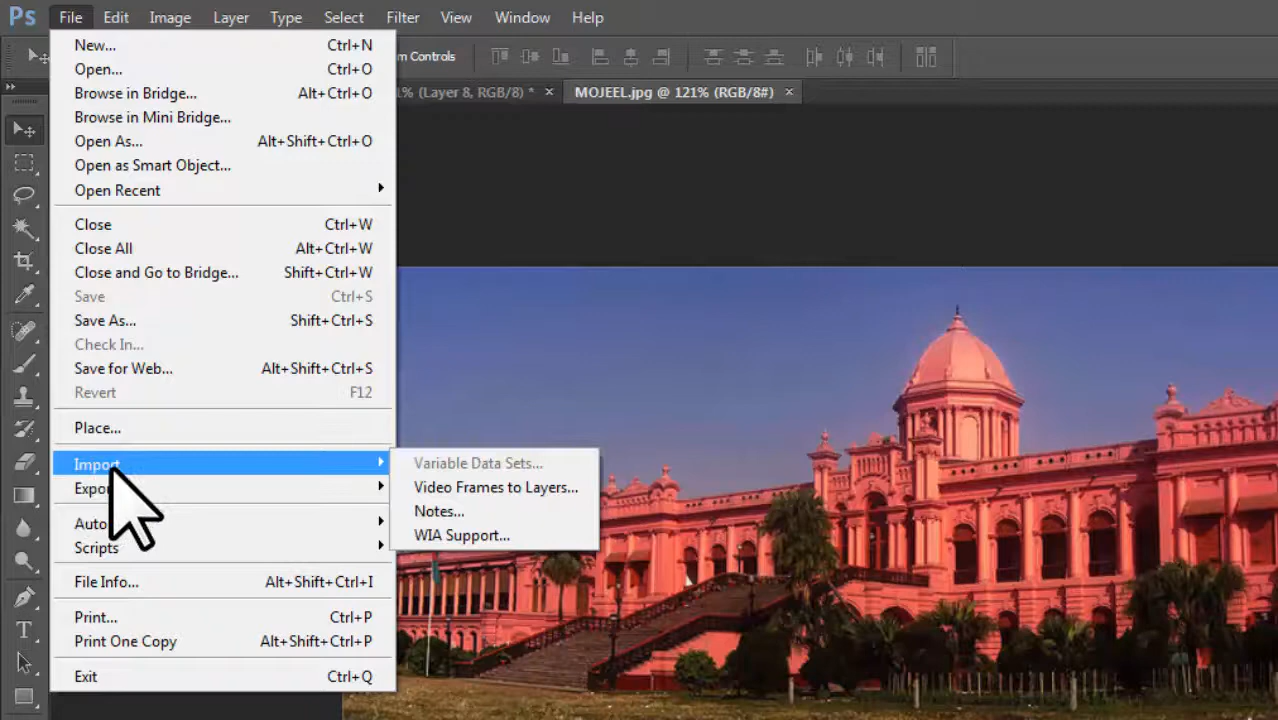 Ps File Edit Image Layer Type Select Filter View Window Help
m Controls
1% (Layer 8, RGB/8) * × MOJEEL.jpg @ 121% (RGB/8#) ×
New... Ctrl+N
Open... Ctrl+O
Browse in Bridge... Alt+Ctrl+O
Browse in Mini Bridge...
Open As... Alt+Shift+Ctrl+O
Open as Smart Object...
Open Recent
Close Ctrl+W
Close All Alt+Ctrl+W
Close and Go to Bridge... Shift+Ctrl+W
Save Ctrl+S
Save As... Shift+Ctrl+S
Check In...
Save for Web... Alt+Shift+Ctrl+S
Revert F12
Place...
Import
Expo
Auto
Scripts
File Info... Alt+Shift+Ctrl+I
Print... Ctrl+P
Print One Copy Alt+Shift+Ctrl+P
Exit Ctrl+Q
Variable Data Sets...
Video Frames to Layers...
Notes...
WIA Support...